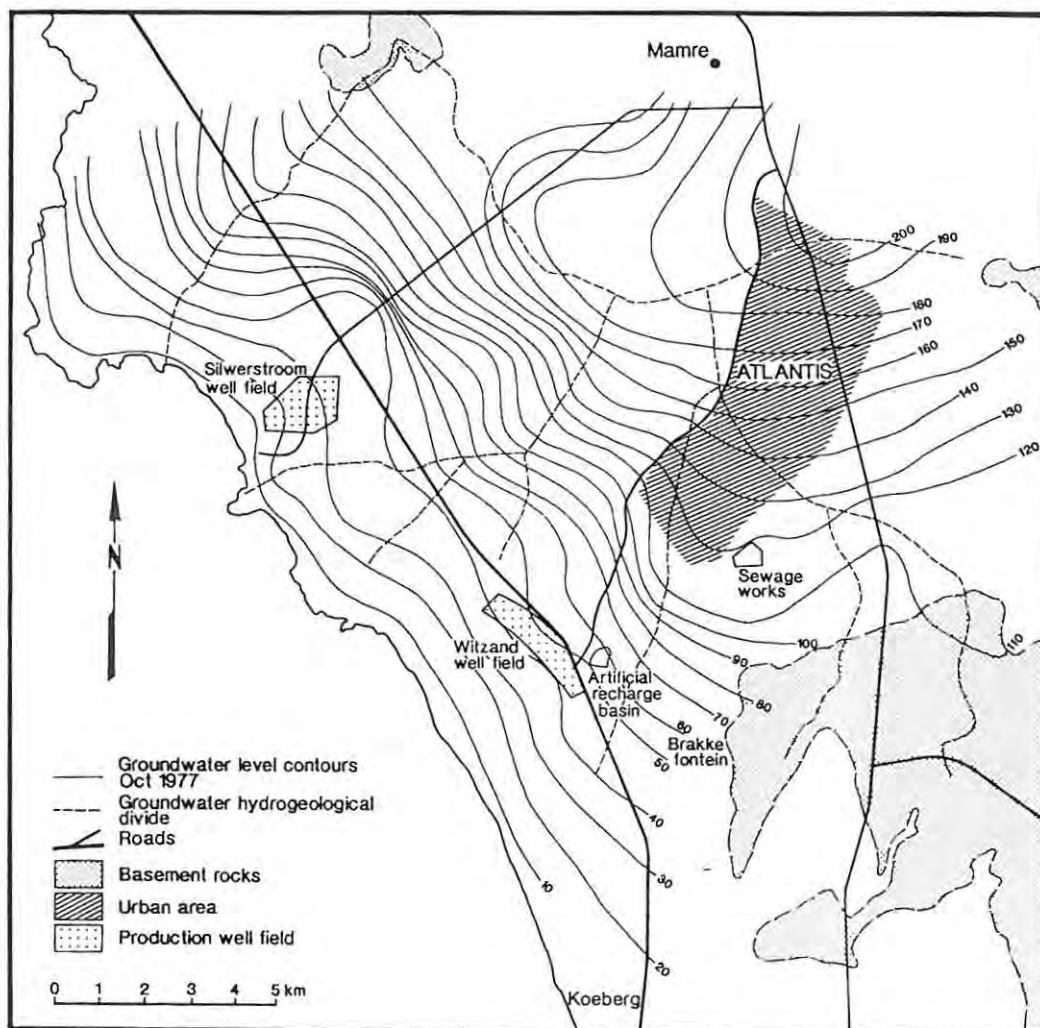 Mamre
200
190
180
170
160
150
ATLANTIS
140
130
120
Silwerstroom
well field
N
Sewage
works
110
100
Witzand
well field
90
80
Artificial
recharge
basin
70
60
Brakke
fontein
50
40
30
20
10
Groundwater level contours
Oct 1977
Groundwater hydrogeological
divide
Roads
Basement rocks
Urban area
Production well field
0 1 2 3 4 5 km
Koeberg